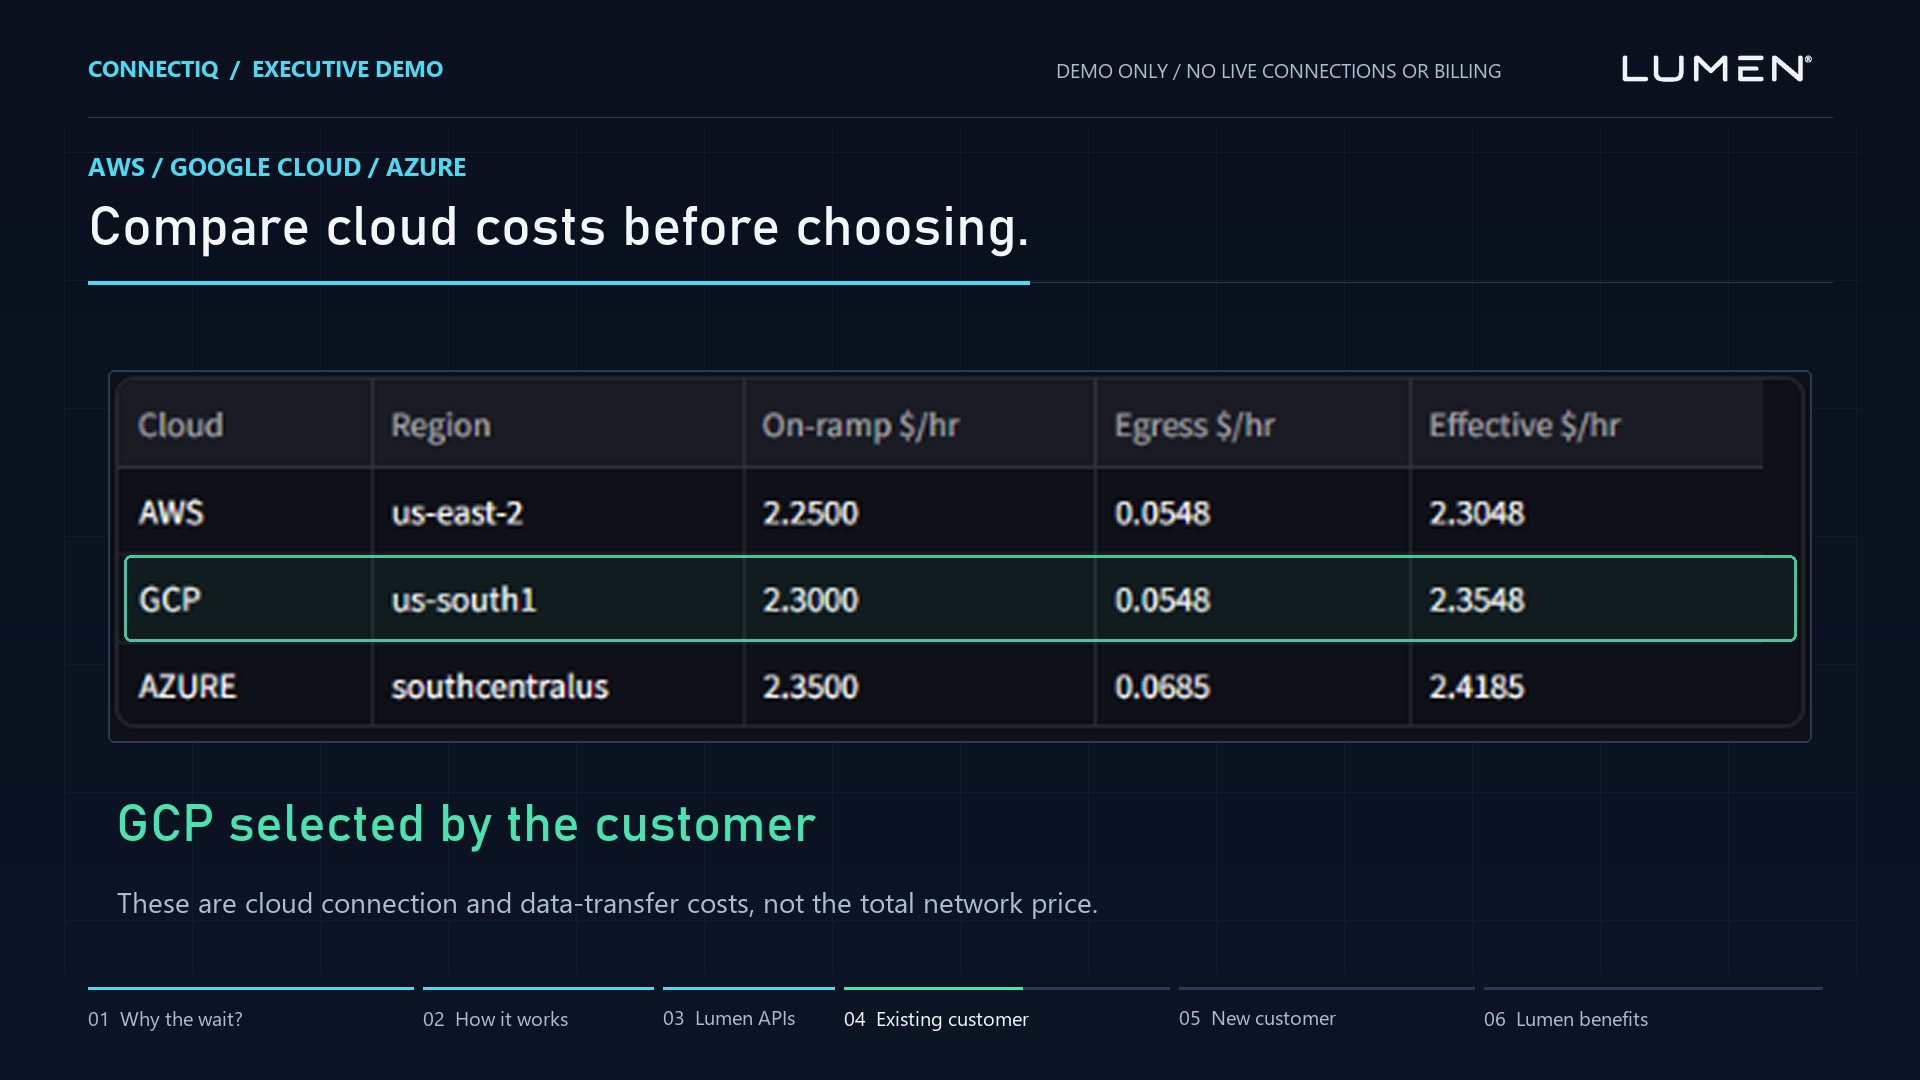 CONNECTIQ / EXECUTIVE DEMO
DEMO ONLY / NO LIVE CONNECTIONS OR BILLING
LUMEN®
AWS / GOOGLE CLOUD / AZURE
Compare cloud costs before choosing.
Cloud Region On-ramp $/hr Egress $/hr Effective $/hr
AWS us-east-2 2.2500 0.0548 2.3048
GCP us-south1 2.3000 0.0548 2.3548
AZURE southcentralus 2.3500 0.0685 2.4185
GCP selected by the customer
These are cloud connection and data-transfer costs, not the total network price.
01 Why the wait?
02 How it works
03 Lumen APIs
04 Existing customer
05 New customer
06 Lumen benefits